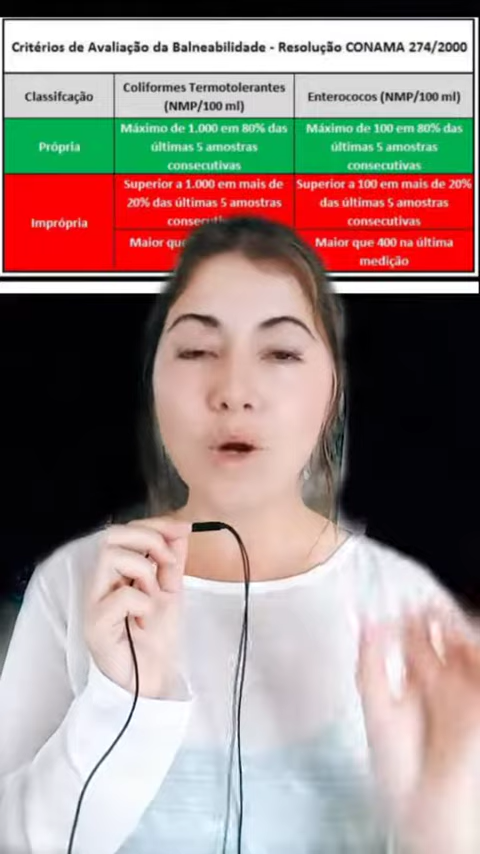 Critérios de Avaliação da Balneabilidade - Resolução CONAMA 274/2000
Classifcação
Coliformes Termotolerantes
(NMP/100 ml)
Enterococos (NMP/100 ml)
Própria
Máximo de 1.000 em 80% das
últimas 5 amostras
consecutivas
Máximo de 100 em 80% das
últimas 5 amostras
consecutivas
Imprópria
Superior a 1.000 em mais de
20% das últimas 5 amostras
Superior a 100 em mais de 20%
das últimas 5 amostras
consecutivas
Maior que
Maior que 400 na última
medição